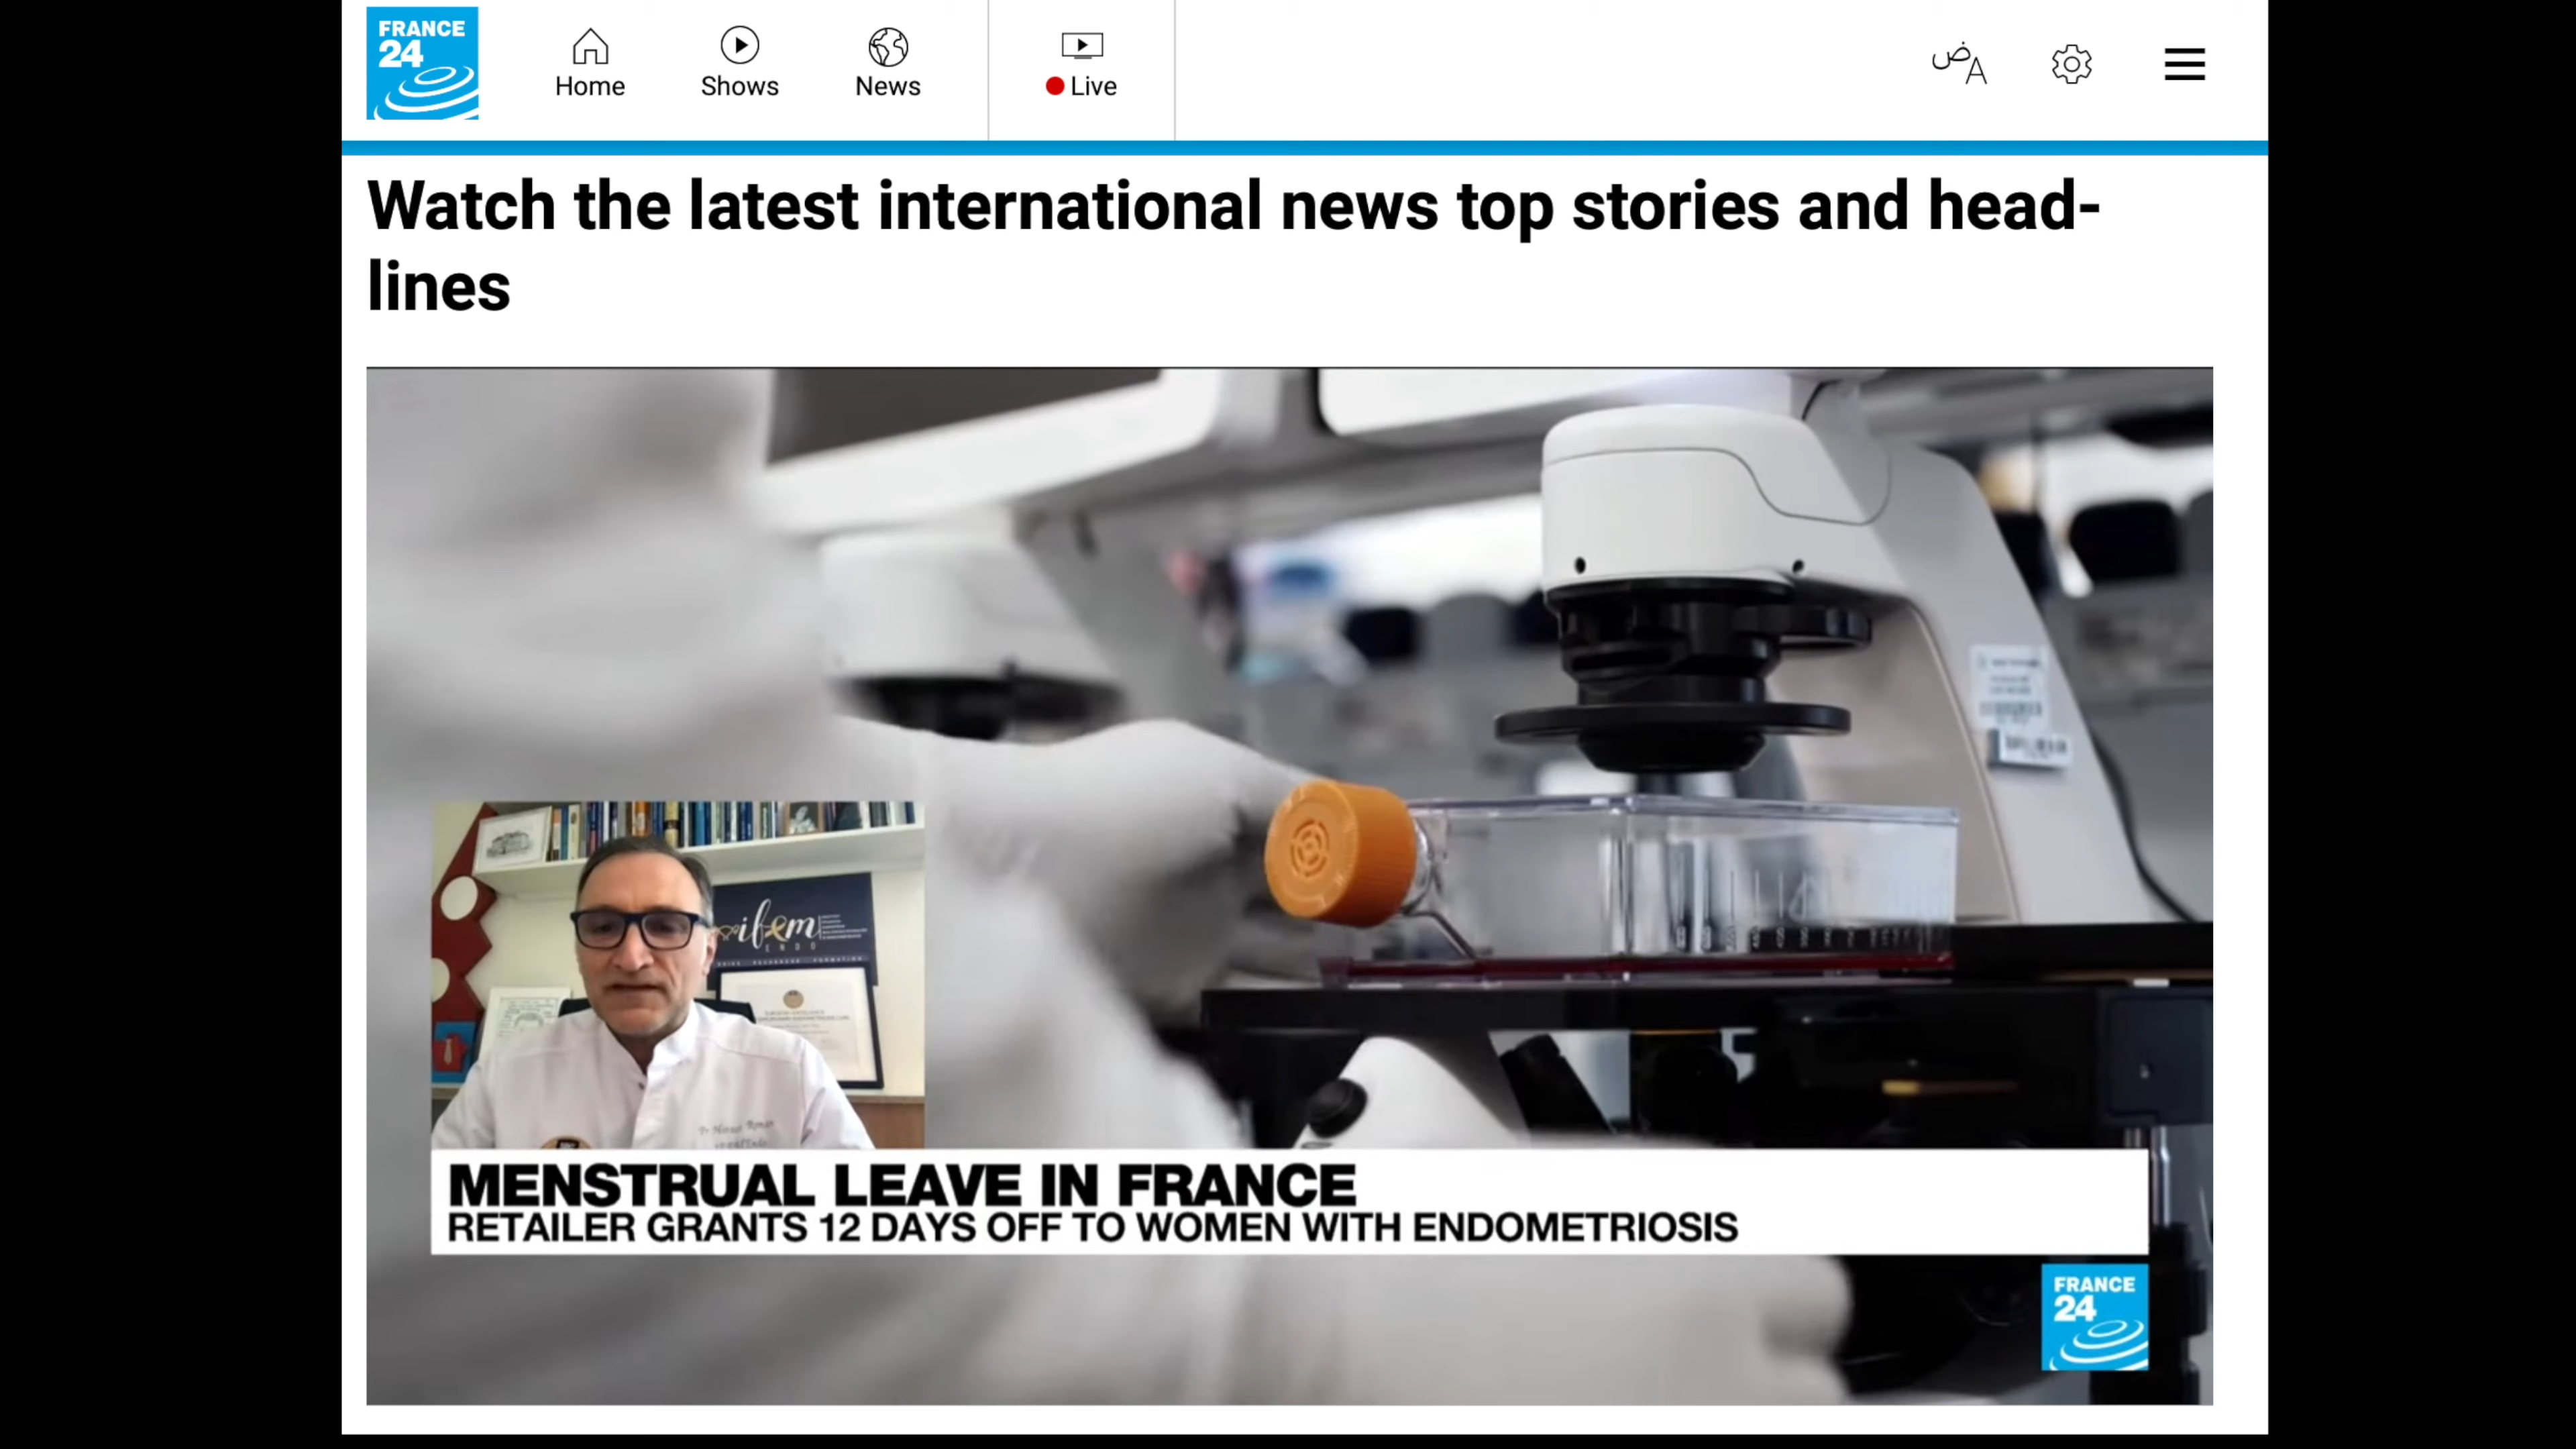 FRANCE
24
Home
Shows
News
Live
ض
A
Watch the latest international news top stories and head-
lines
ifem
ENDO
MENSTRUAL LEAVE IN FRANCE
RETAILER GRANTS 12 DAYS OFF TO WOMEN WITH ENDOMETRIOSIS
FRANCE
24